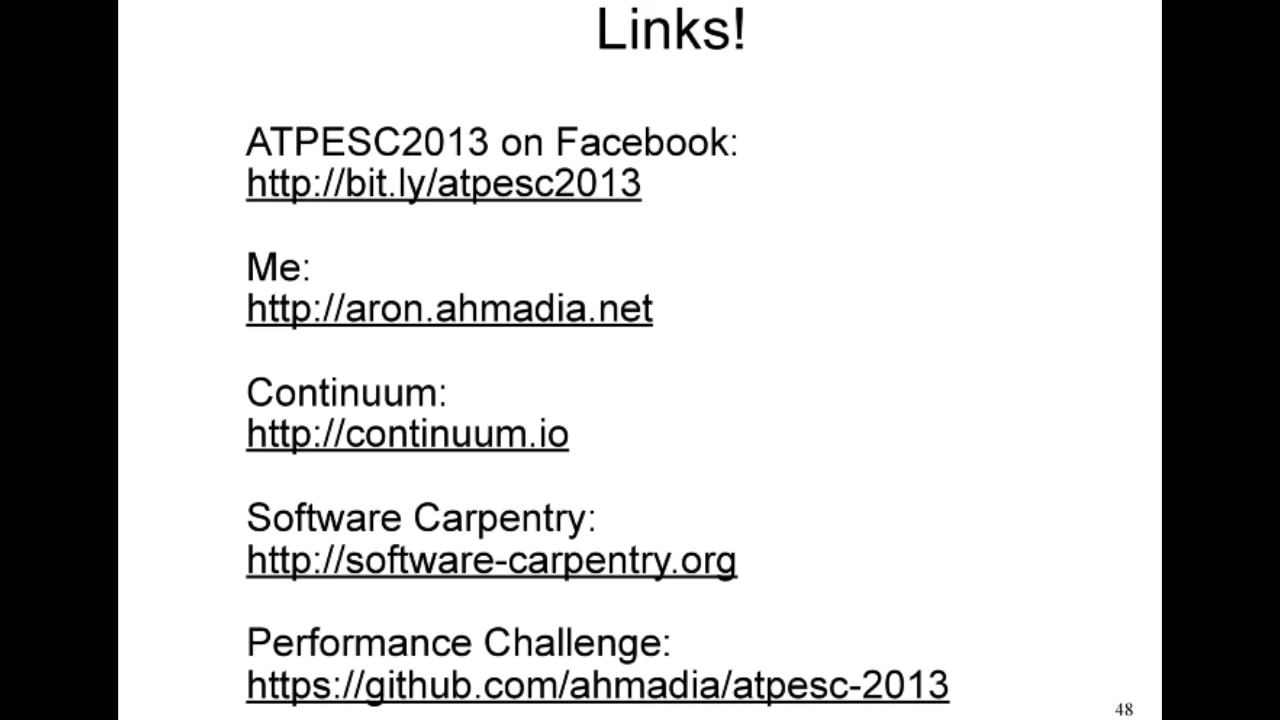 Links!
ATPESC2013 on Facebook:
http://bit.ly/atpesc2013
Me:
http://aron.ahmadia.net
Continuum:
http://continuum.io
Software Carpentry:
http://software-carpentry.org
Performance Challenge:
https://github.com/ahmadia/atpesc-2013
48